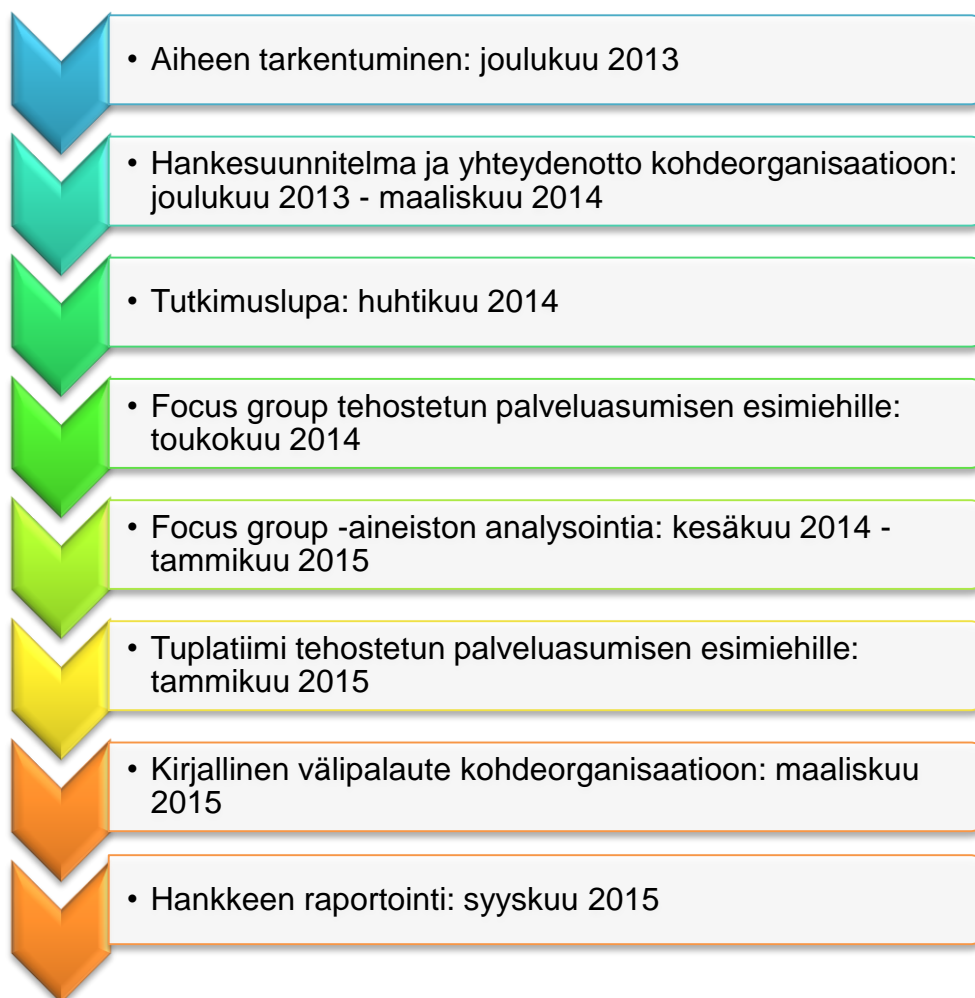 • Aiheen tarkentuminen: joulukuu 2013
• Hankesuunnitelma ja yhteydenotto kohdeorganisaatioon:
joulukuu 2013 - maaliskuu 2014
• Tutkimuslupa: huhtikuu 2014
• Focus group tehostetun palveluasumisen esimiehille:
toukokuu 2014
• Focus group -aineiston analysointia: kesäkuu 2014 -
tammikuu 2015
• Tuplatiimi tehostetun palveluasumisen esimiehille:
tammikuu 2015
• Kirjallinen välipalaute kohdeorganisaatioon: maaliskuu
2015
• Hankkeen raportointi: syyskuu 2015